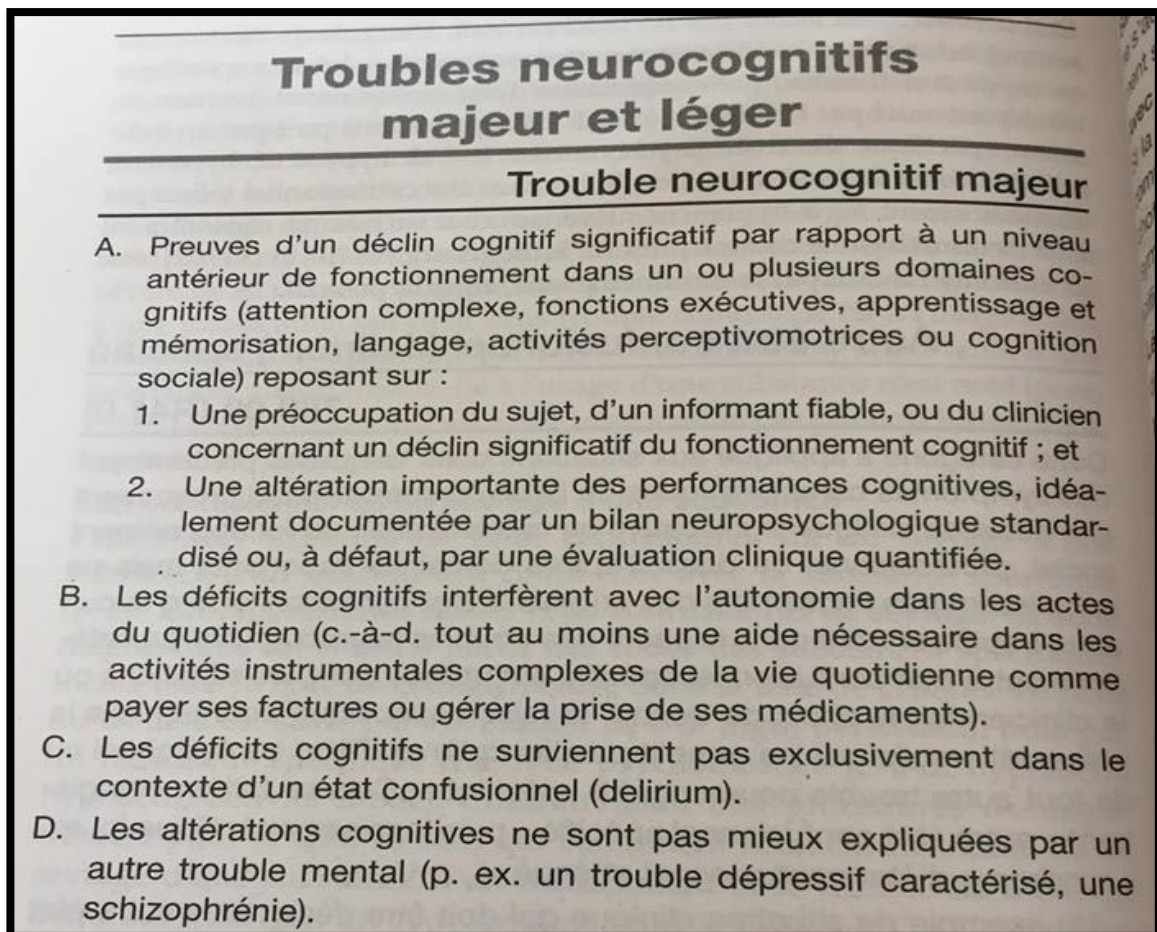 Troubles neurocognitifs
majeur et léger
Trouble neurocognitif majeur
A. Preuves d'un déclin cognitif significatif par rapport à un niveau
antérieur de fonctionnement dans un ou plusieurs domaines co-
gnitifs (attention complexe, fonctions exécutives, apprentissage et
mémorisation, langage, activités perceptivomotrices ou cognition
sociale) reposant sur :
1. Une préoccupation du sujet, d'un informant fiable, ou du clinicien
concernant un déclin significatif du fonctionnement cognitif ; et
2. Une altération importante des performances cognitives, idéa-
lement documentée par un bilan neuropsychologique standar-
disé ou, à défaut, par une évaluation clinique quantifiée.
B. Les déficits cognitifs interfèrent avec l'autonomie dans les actes
du quotidien (c.-à-d. tout au moins une aide nécessaire dans les
activités instrumentales complexes de la vie quotidienne comme
payer ses factures ou gérer la prise de ses médicaments).
C. Les déficits cognitifs ne surviennent pas exclusivement dans le
contexte d'un état confusionnel (delirium).
D. Les altérations cognitives ne sont pas mieux expliquées par un
autre trouble mental (p. ex. un trouble dépressif caractérisé, une
schizophrénie).